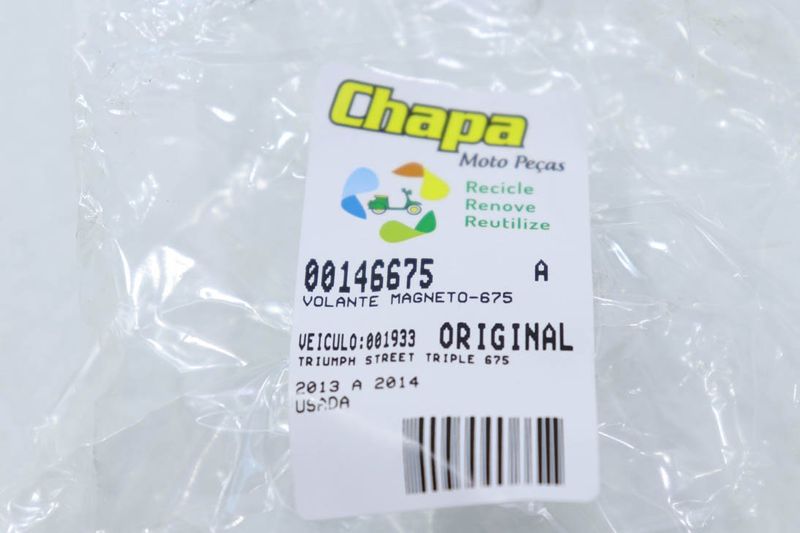 Chapa
Moto Peças
Recicle
Renove
Reutilize
00146675 A
VOLANTE MAGNETO-675
VEICULO:001933 ORIGINAL
TRIUMPH STREET TRIPLE 675
2013 A 2014
USADA